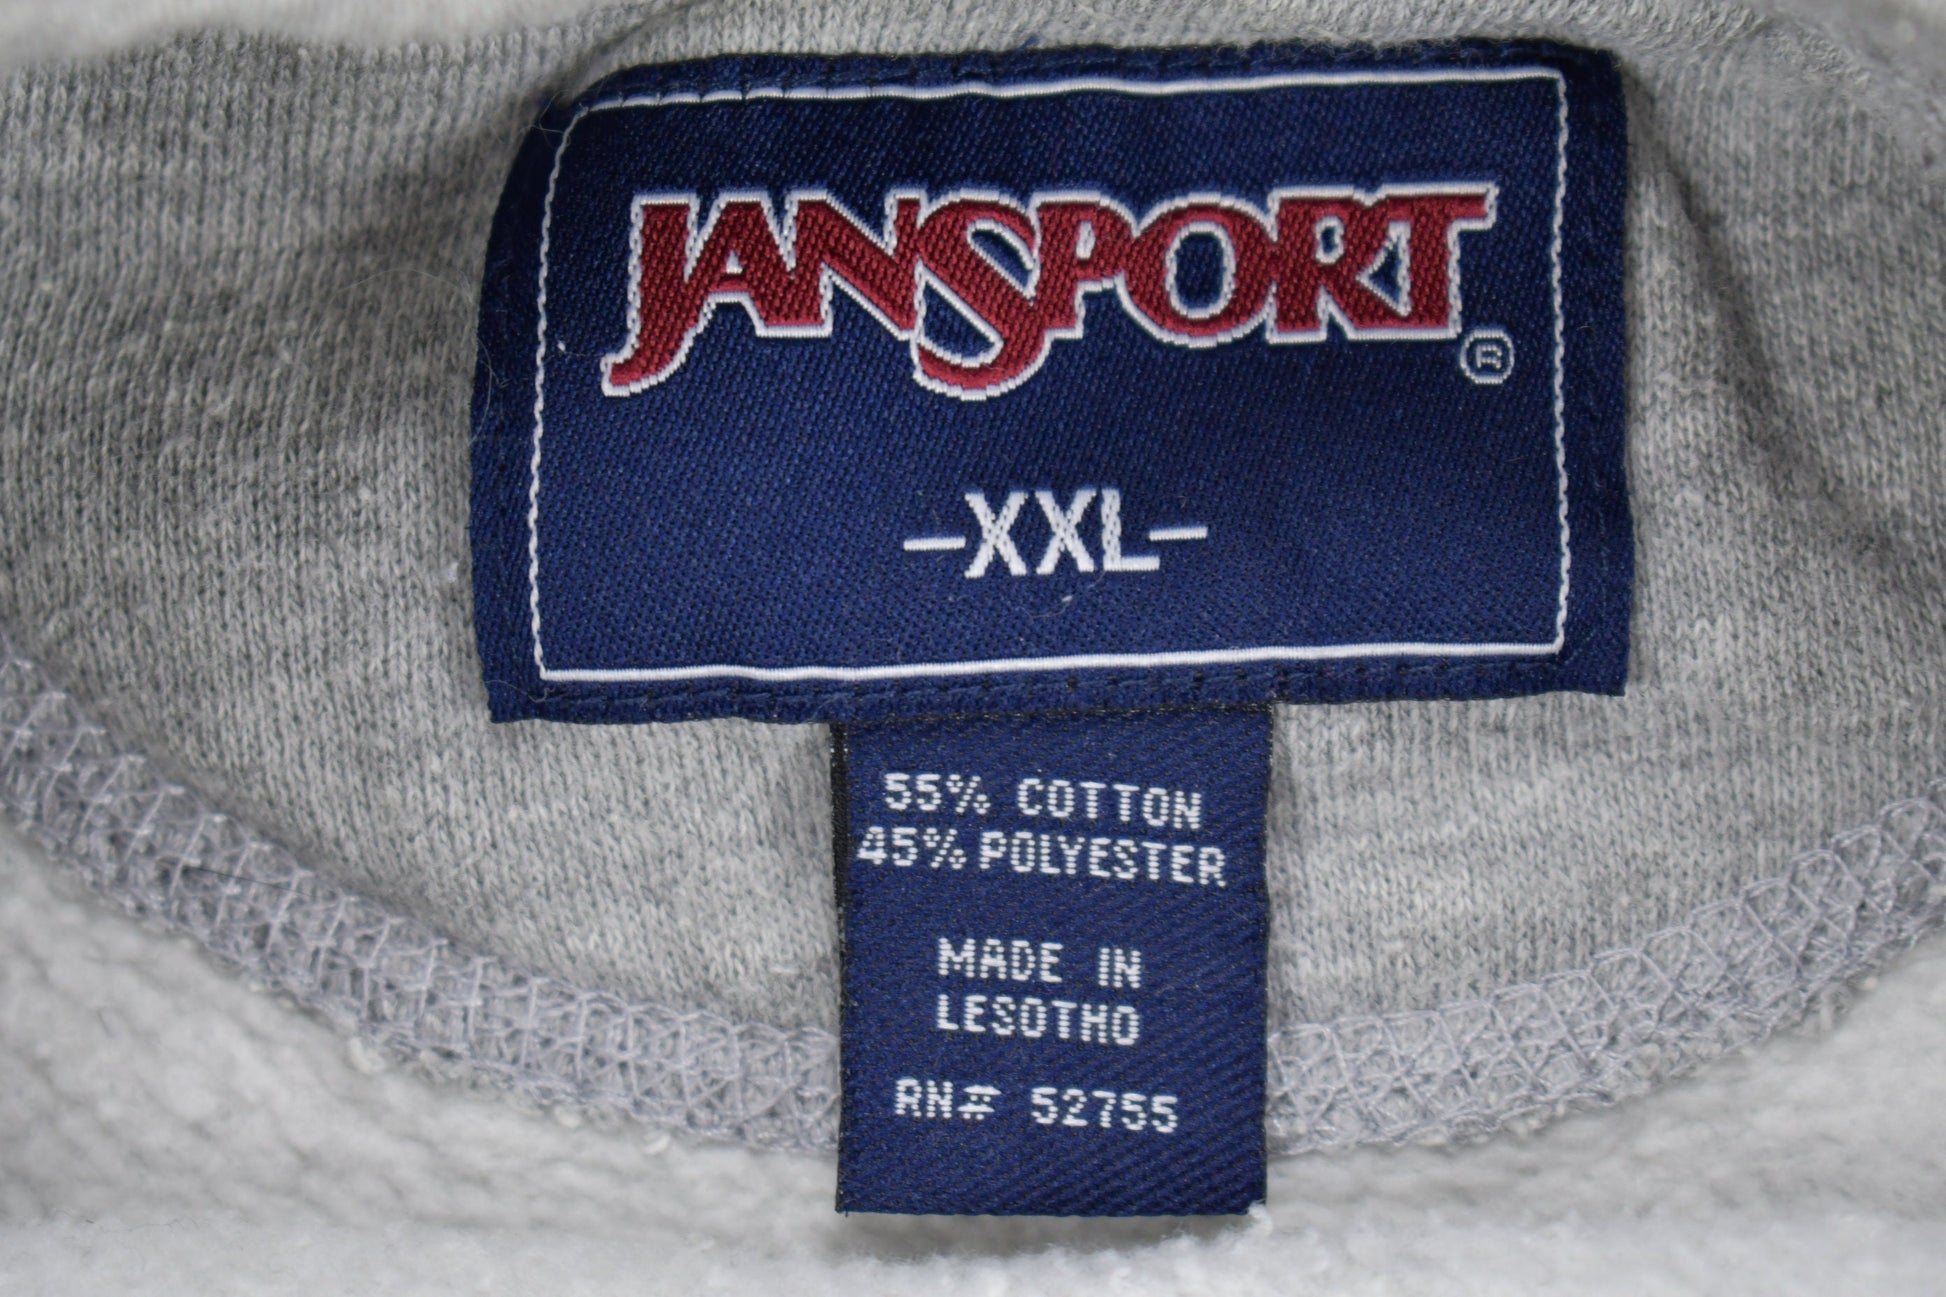 JANSPORT
®
-XXL-
55% COTTON
45% POLYESTER
MADE IN
LESOTHO
RN# 52755